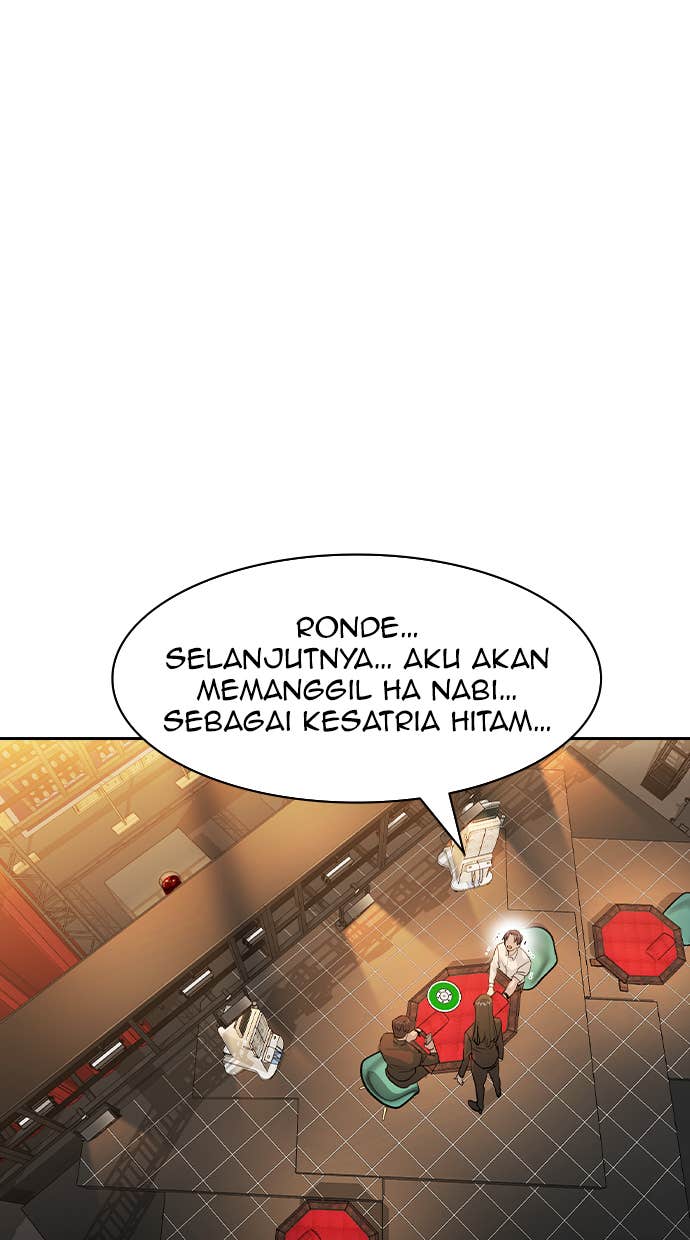 RONDE...
SELANJUTNYA... AKU AKAN
MEMANGGIL HA NABI...
SEBAGAI KESATRIA HITAM...